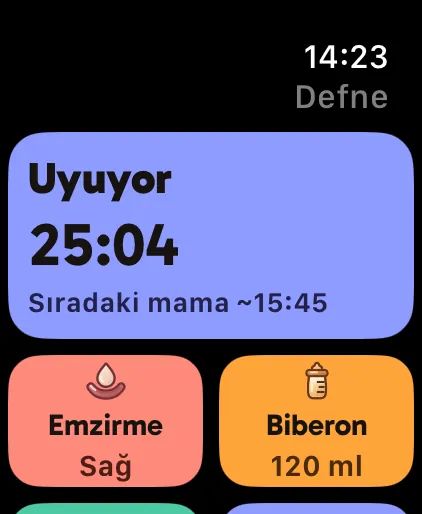 14:23
Defne
Uyuyor
25:04
Sıradaki mama ~15:45
Emzirme
Sağ
Biberon
120 ml